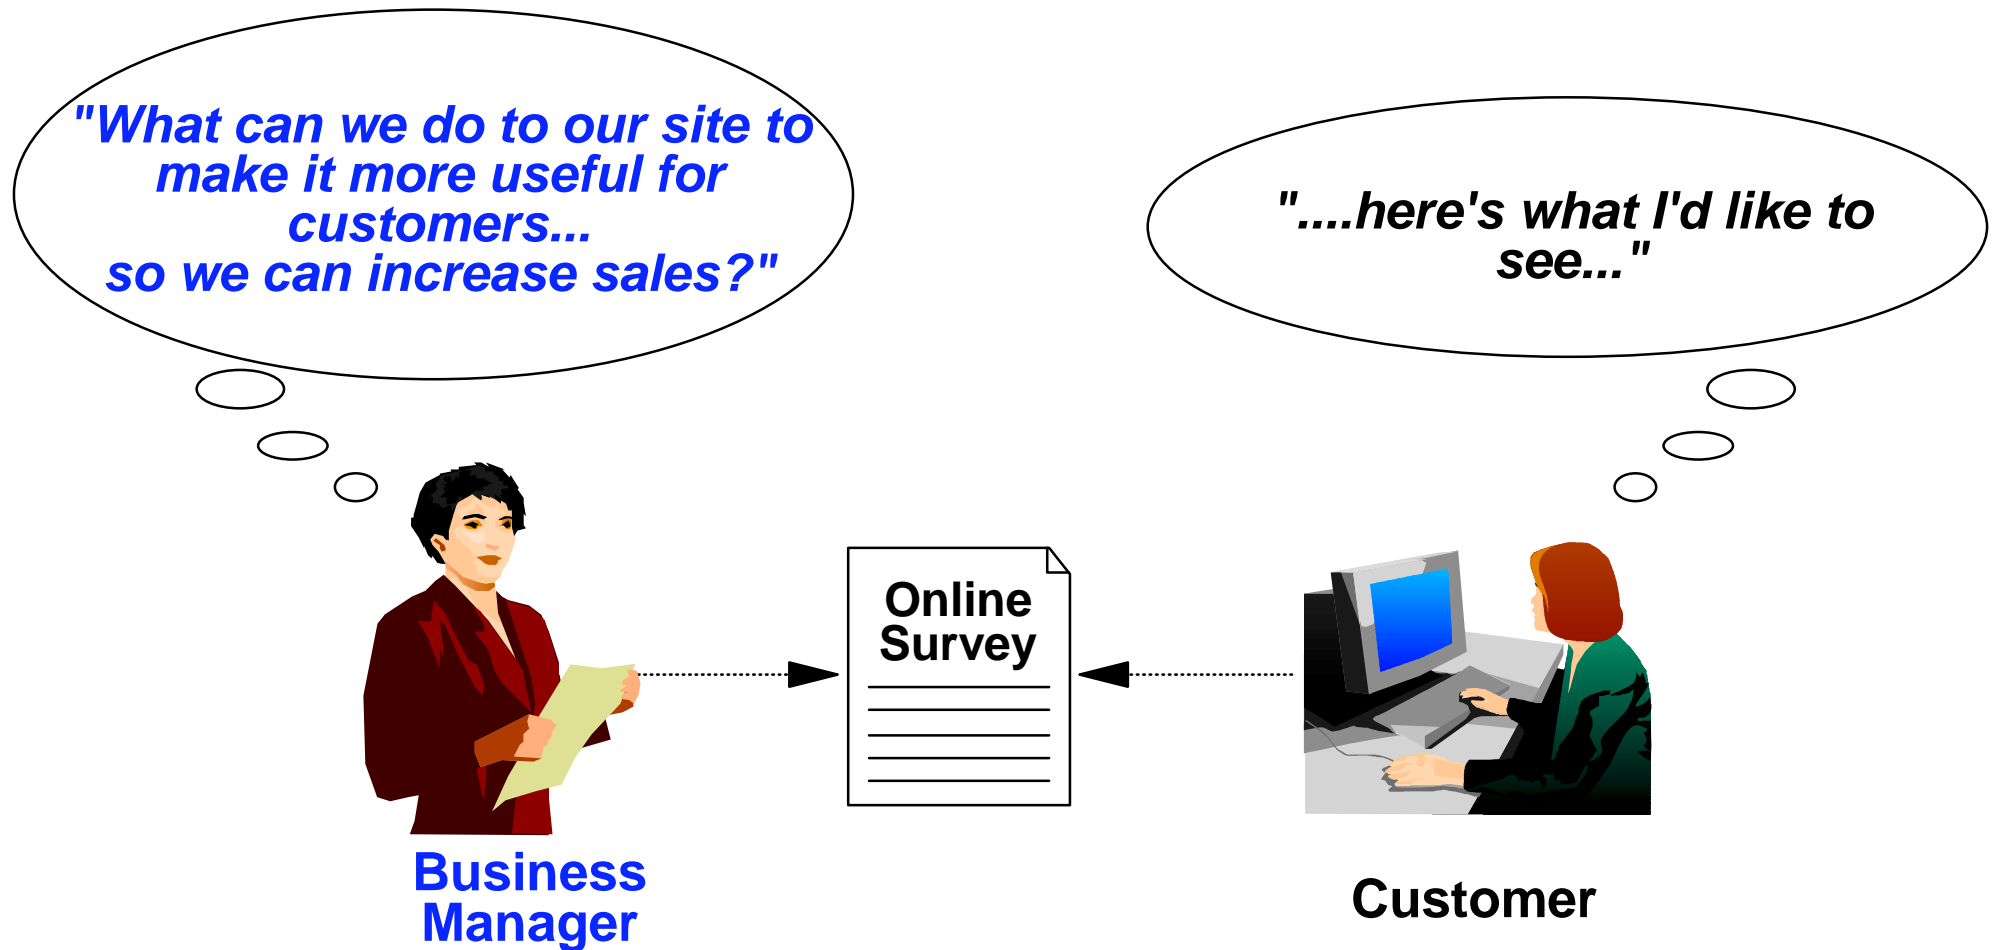 "What can we do to our site to
make it more useful for
customers...
so we can increase sales?"
"....here's what I'd like to
see..."
Online
Survey
Business
Manager
Customer